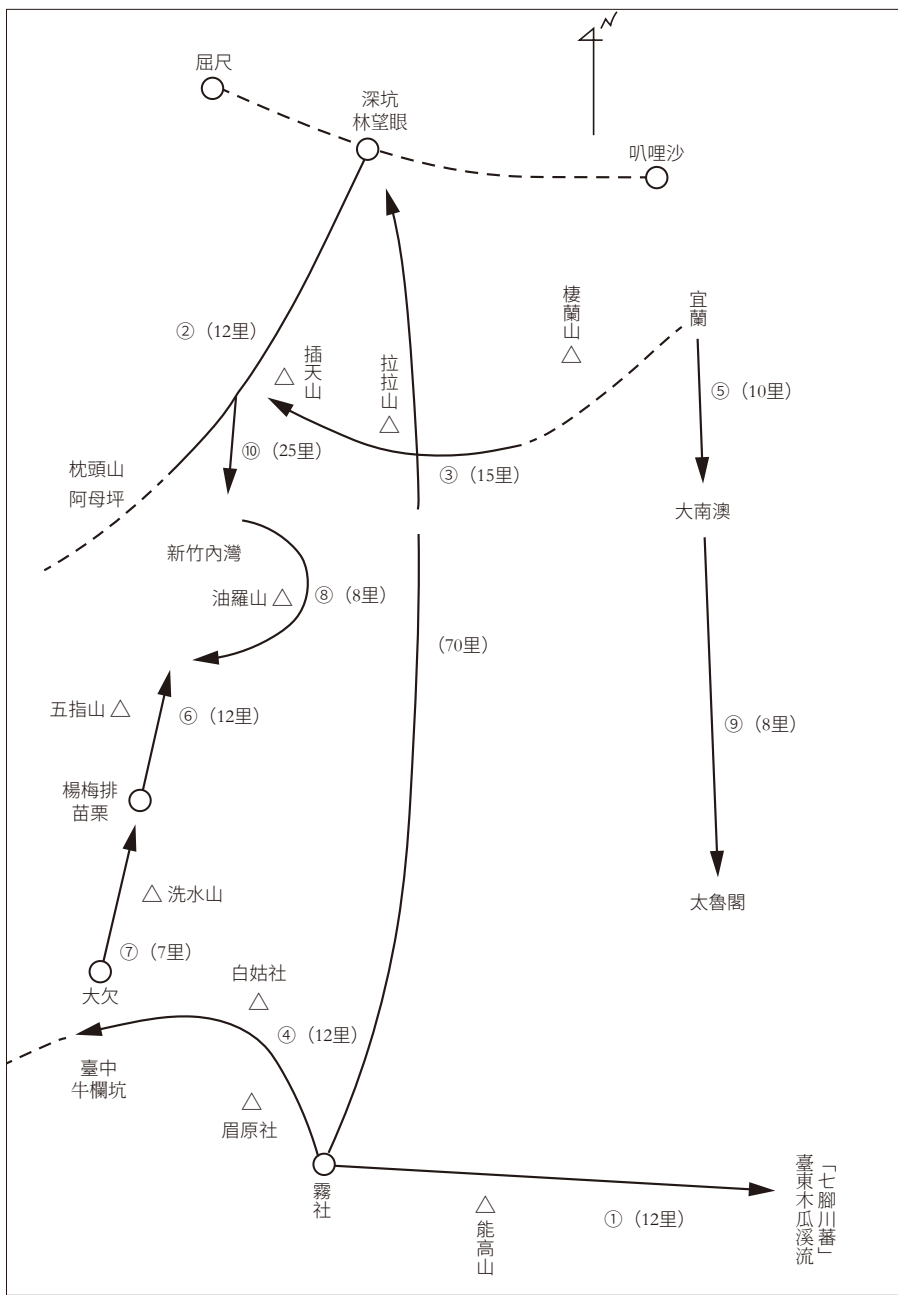 屈尺
深坑
林望眼
叭哩沙
棲蘭山
宜蘭
②（12里）
插天山
拉拉山
⑤（10里）
⑩（25里）
③（15里）
枕頭山
阿母坪
大南澳
新竹內灣
油羅山
⑧（8里）
（70里）
五指山
⑥（12里）
⑨（8里）
楊梅排
苗栗
洗水山
太魯閣
⑦（7里）
大欠
白姑社
④（12里）
臺中
牛欄坑
眉原社
霧社
能高山
①（12里）
「七腳川蕃」
臺東木瓜溪流